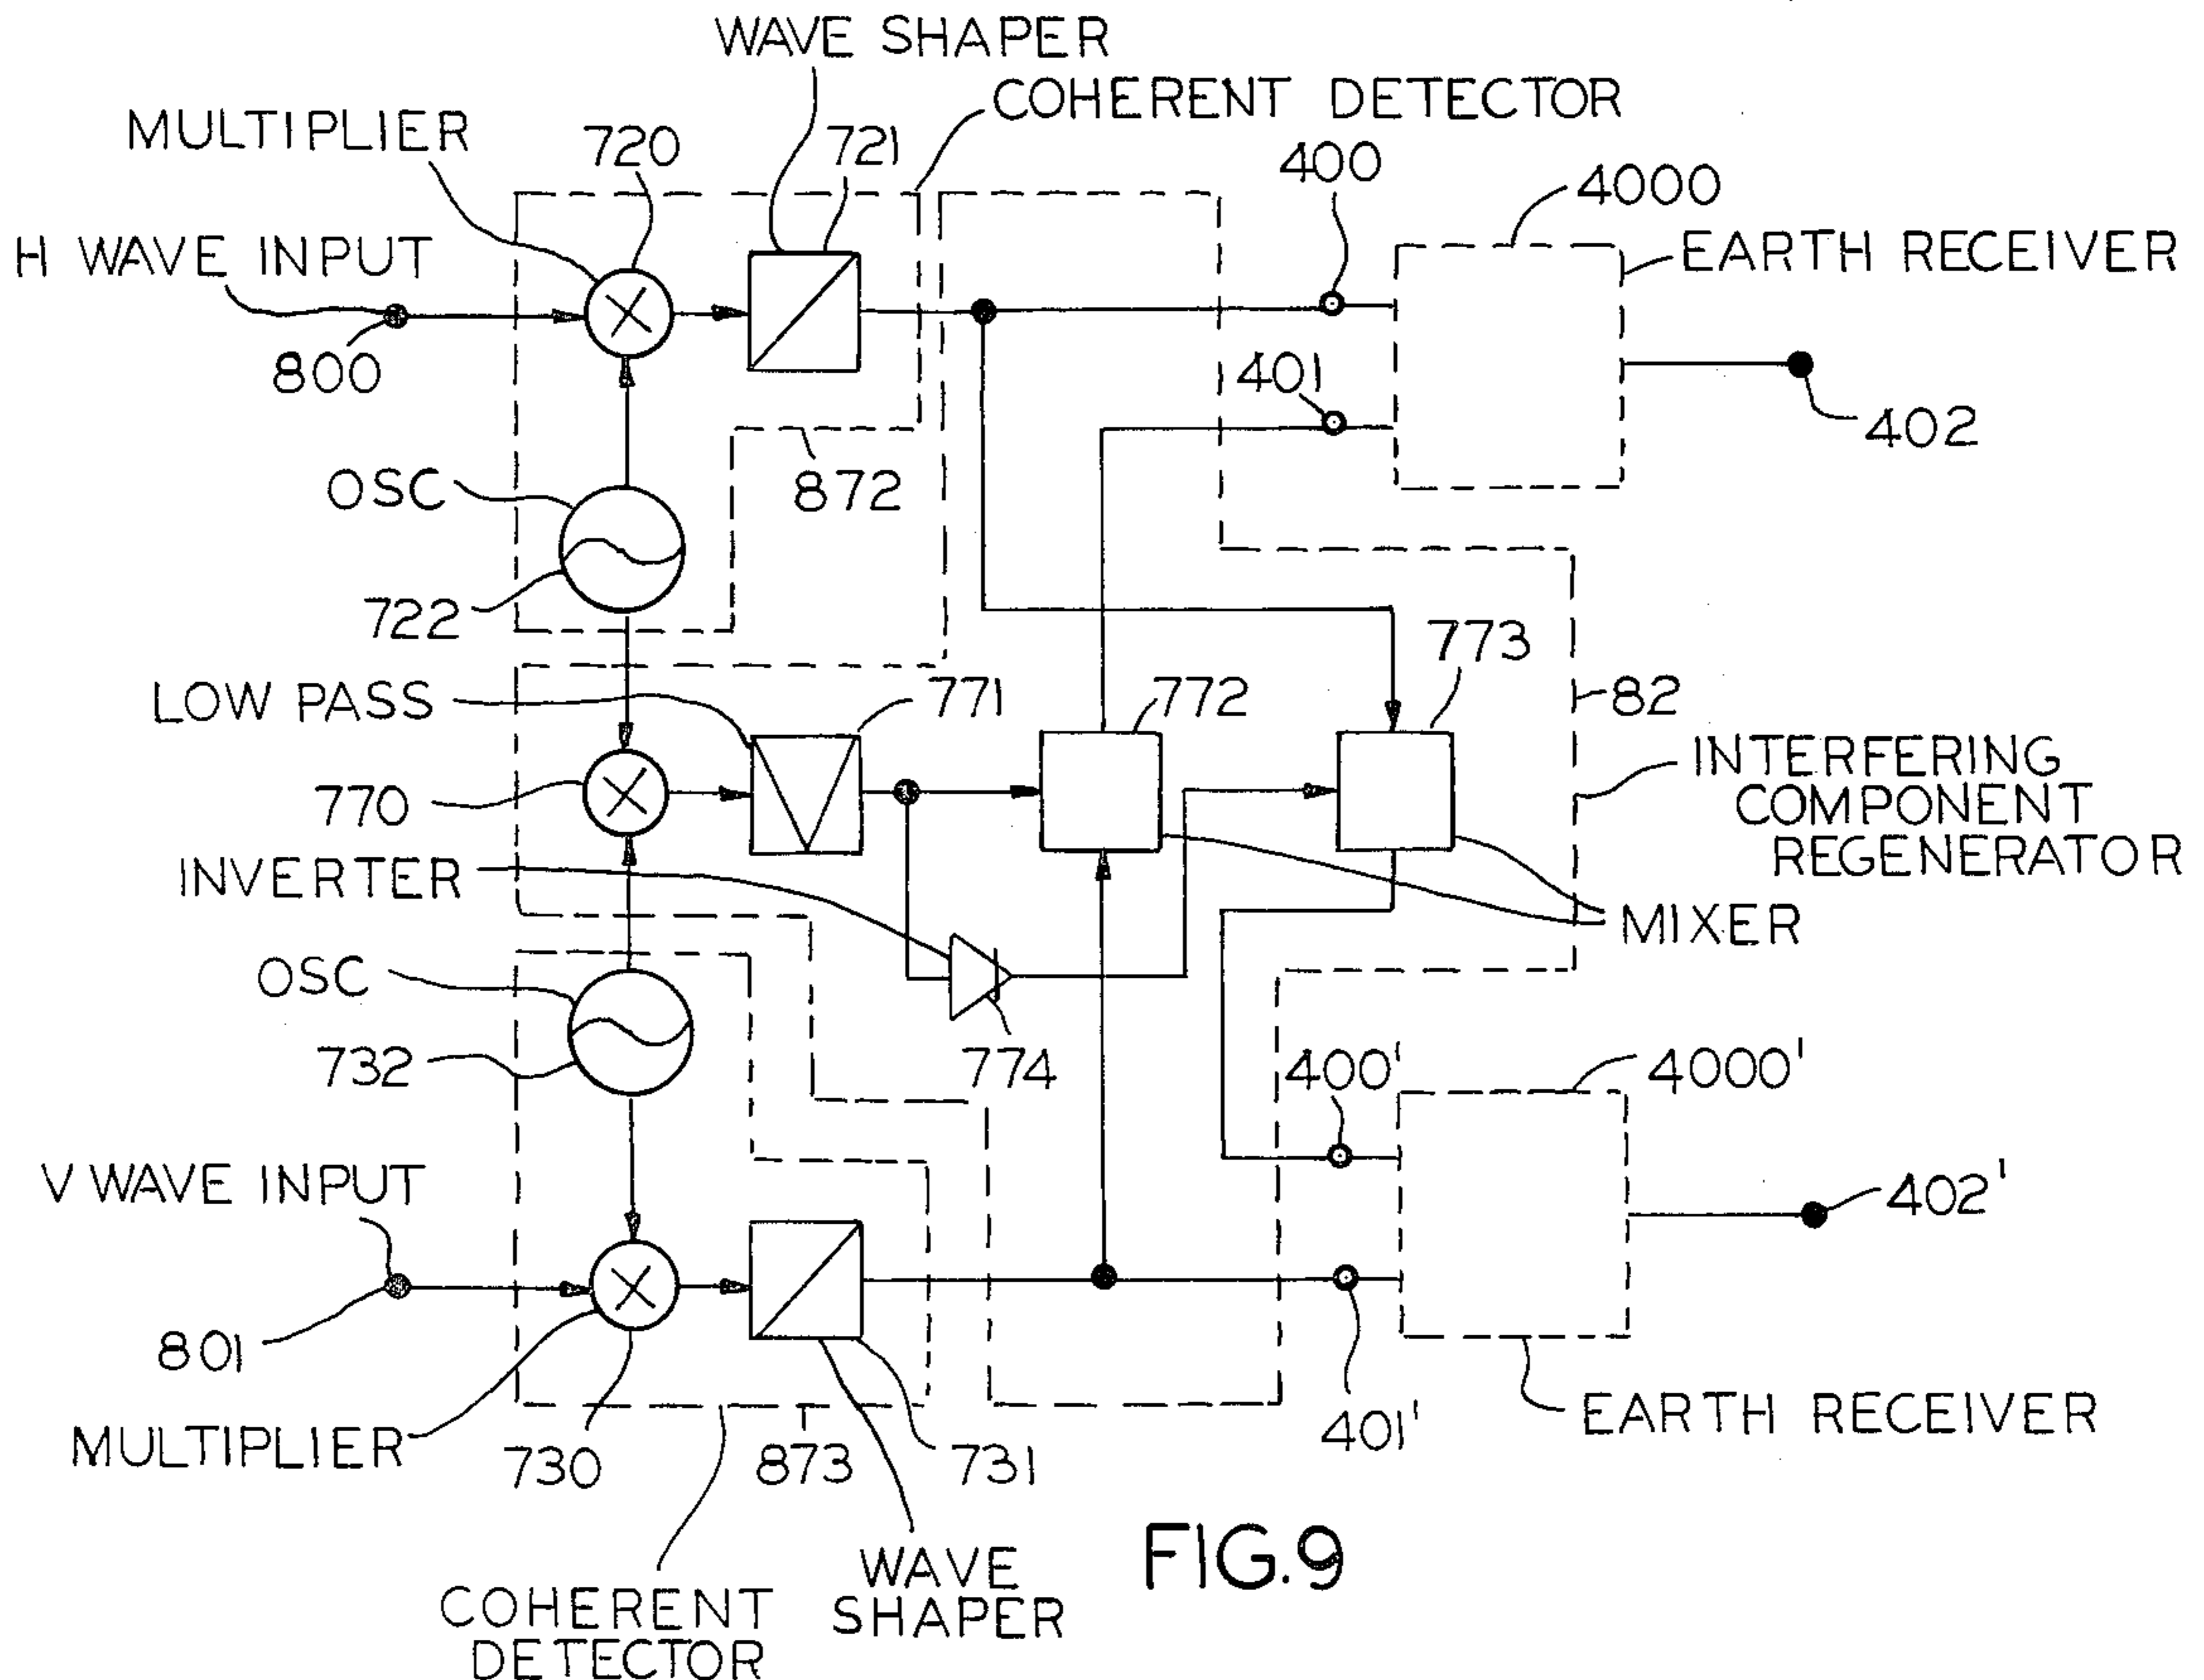 WAVE SHAPER
COHERENT DETECTOR
MULTIPLIER
720
721
400
4000
H WAVE INPUT
EARTH RECEIVER
800
401
402
OSC
872
722
773
LOW PASS
771
772
82
INTERFERING
COMPONENT
REGENERATOR
770
INVERTER
MIXER
OSC
732
774
400'
4000'
V WAVE INPUT
402'
801
EARTH RECEIVER
401'
MULTIPLIER
730
873
731
FIG.9
WAVE
SHAPER
COHERENT
DETECTOR